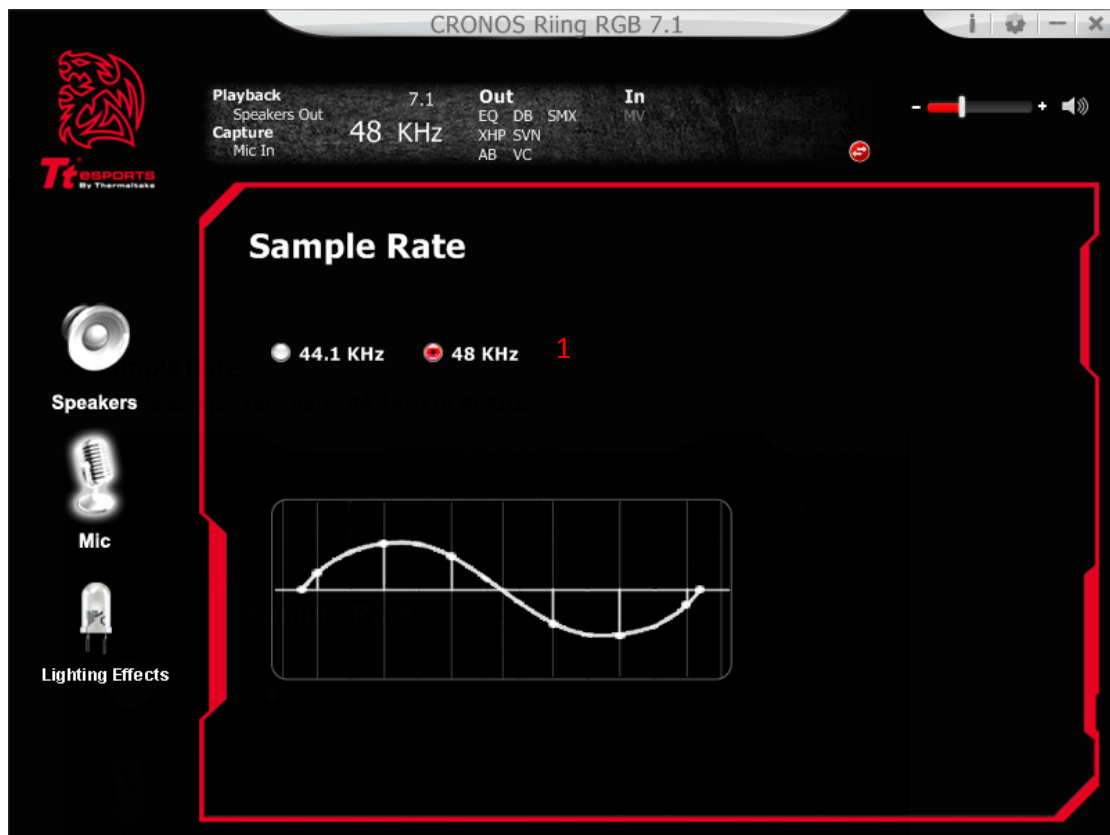 CRONOS Riing RGB 7.1
Playback
Speakers Out
7.1
Capture
Mic In
48 KHz
Out
EQ DB SMX
XHP SVN
AB VC
In
MV
- +
Tt eSPORTS
By Thermaltake
Sample Rate
44.1 KHz
48 KHz
1
Speakers
Mic
Lighting Effects
Sample Rate